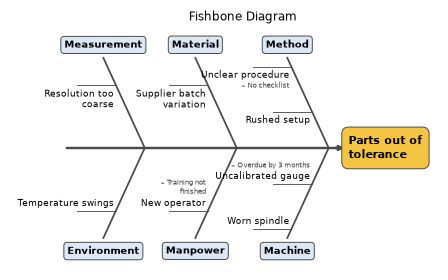 Fishbone Diagram
Measurement
Material
Method
Unclear procedure
– No checklist
Resolution too
coarse
Supplier batch
variation
Rushed setup
Parts out of
tolerance
– Overdue by 3 months
Uncalibrated gauge
– Training not
finished
New operator
Temperature swings
Worn spindle
Environment
Manpower
Machine